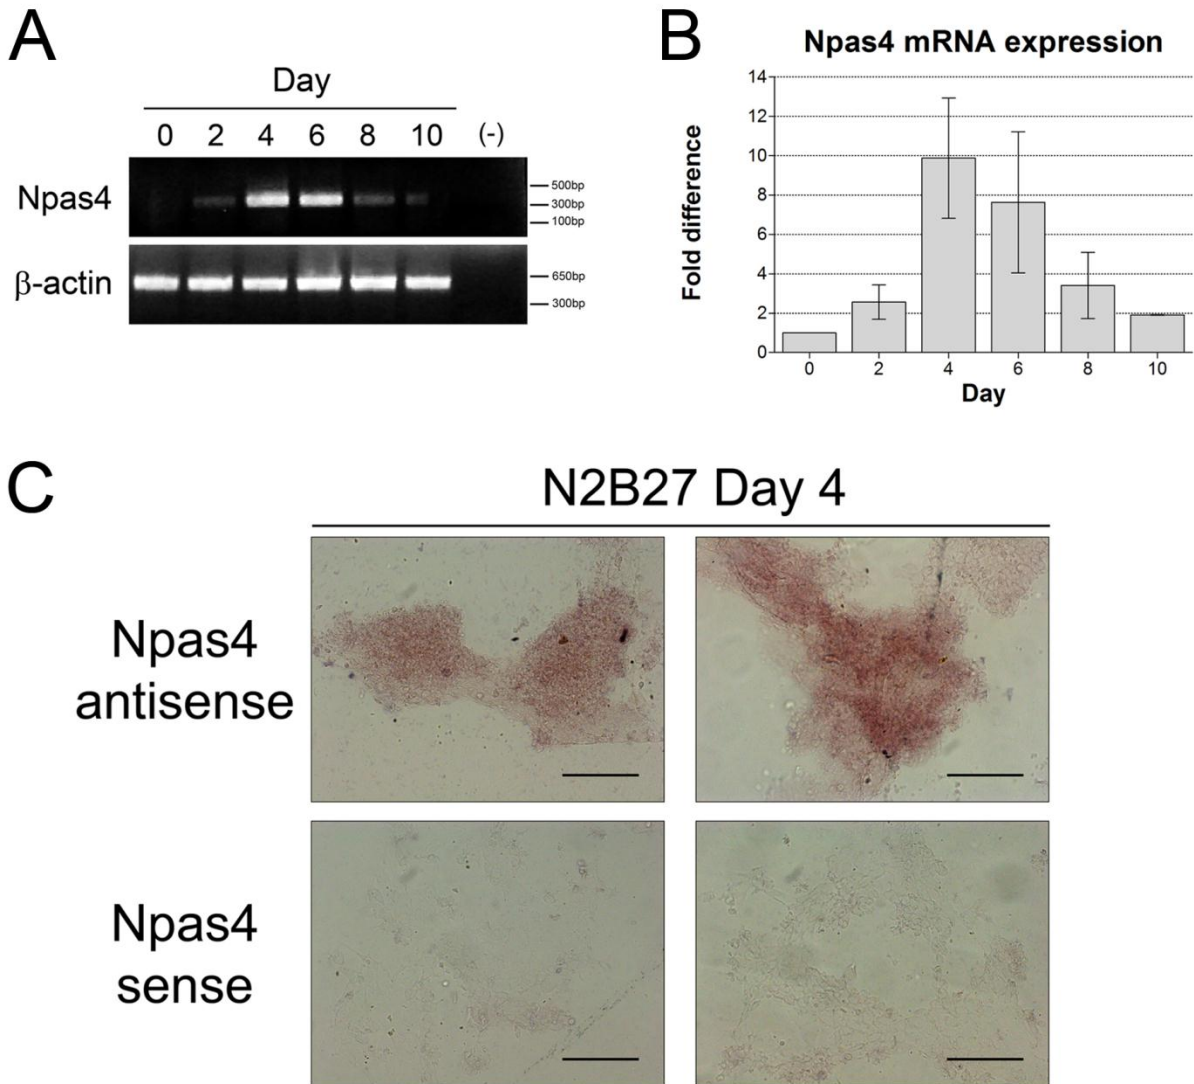 A
Day
0 2 4 6 8 10 (-)
Npas4
500bp
300bp
100bp
β-actin
650bp
300bp
B
Npas4 mRNA expression
Fold difference
14
12
10
8
6
4
2
0
0 2 4 6 8 10
Day
C
N2B27 Day 4
Npas4
antisense
Npas4
sense